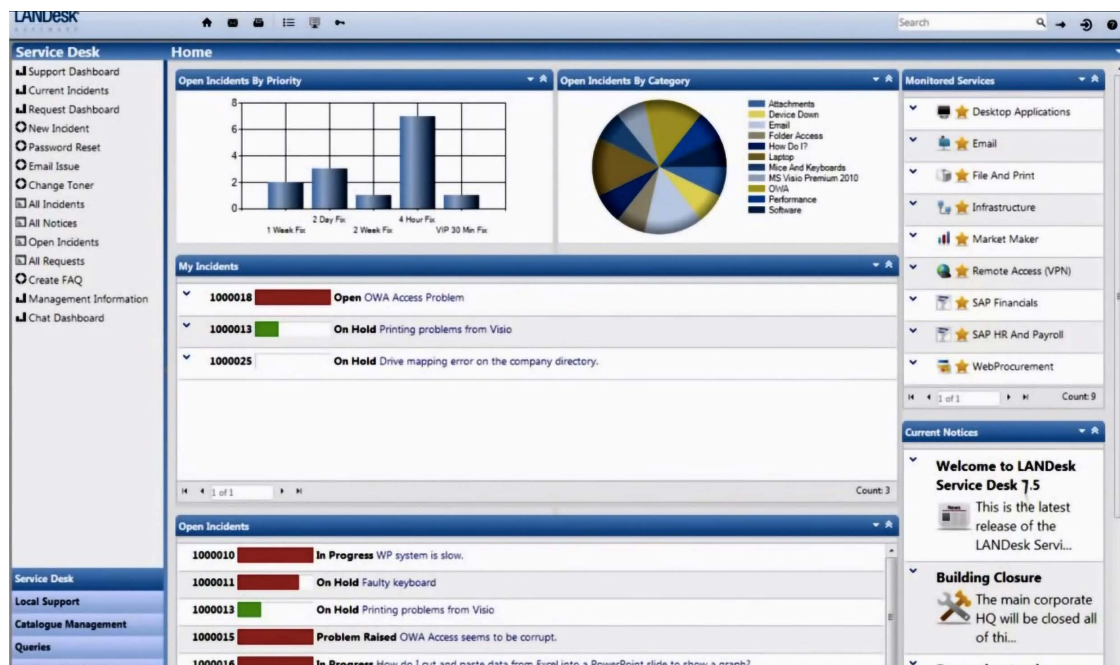 LANDesk
SOFTWARE
Search
Service Desk
Support Dashboard
Current Incidents
Request Dashboard
New Incident
Password Reset
Email Issue
Change Toner
All Incidents
All Notices
Open Incidents
All Requests
Create FAQ
Management Information
Chat Dashboard
Service Desk
Local Support
Catalogue Management
Queries
Home
Open Incidents By Priority
8
6
4
2
0
1 Week Fix
2 Day Fix
2 Week Fix
4 Hour Fix
VIP 30 Min Fix
Open Incidents By Category
Attachments
Device Down
Email
Folder Access
How Do I?
Laptop
Mice And Keyboards
MS Visio Premium 2010
OWA
Performance
Software
My Incidents
1000018 Open OWA Access Problem
1000013 On Hold Printing problems from Visio
1000025 On Hold Drive mapping error on the company directory.
1 of 1
Count: 3
Open Incidents
1000010 In Progress WP system is slow.
1000011 On Hold Faulty keyboard
1000013 On Hold Printing problems from Visio
1000015 Problem Raised OWA Access seems to be corrupt.
1000016 In Progress How do I cut and paste data from Excel into a PowerPoint slide to show a graph?
Monitored Services
Desktop Applications
Email
File And Print
Infrastructure
Market Maker
Remote Access (VPN)
SAP Financials
SAP HR And Payroll
WebProcurement
1 of 1
Count: 9
Current Notices
Welcome to LANDesk
Service Desk 7.5
News
This is the latest
release of the
LANDesk Servi...
Building Closure
The main corporate
HQ will be closed all
of thi...